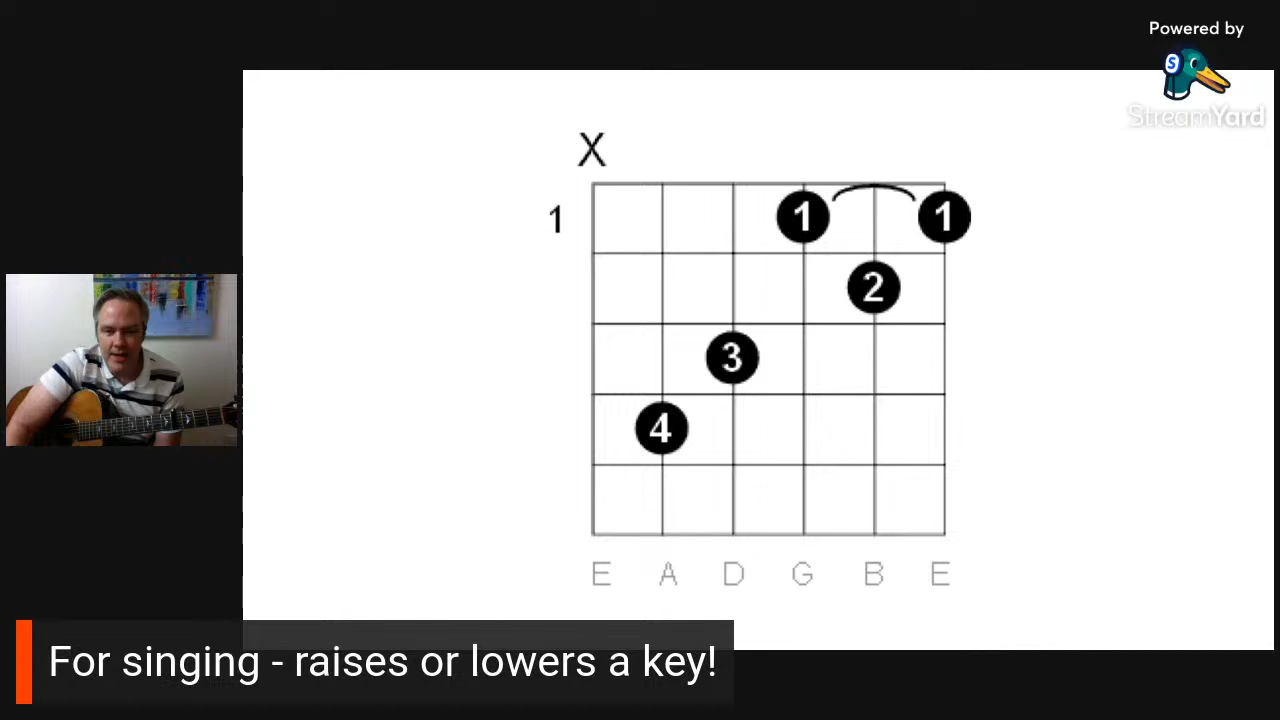 Powered by
StreamYard
X
1 1 1
2
3
4
E A D G B E
For singing - raises or lowers a key!